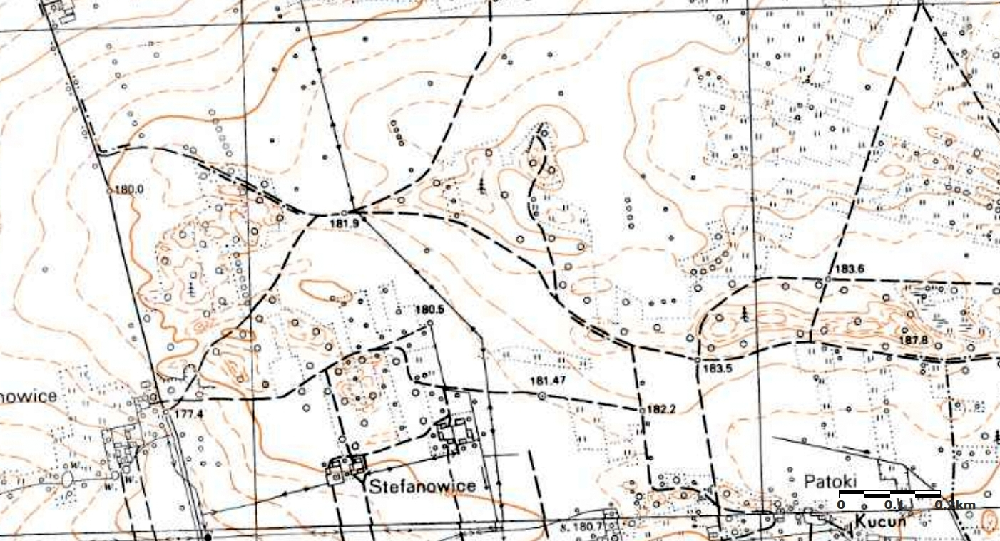 180.0
181.9
183.6
180.5
187.8
181.47
183.5
nowice
177.4
182.2
W.
W.
W.
Patoki
Stefanowice
0 0.1 0.2km
Kucun
s. 180.7